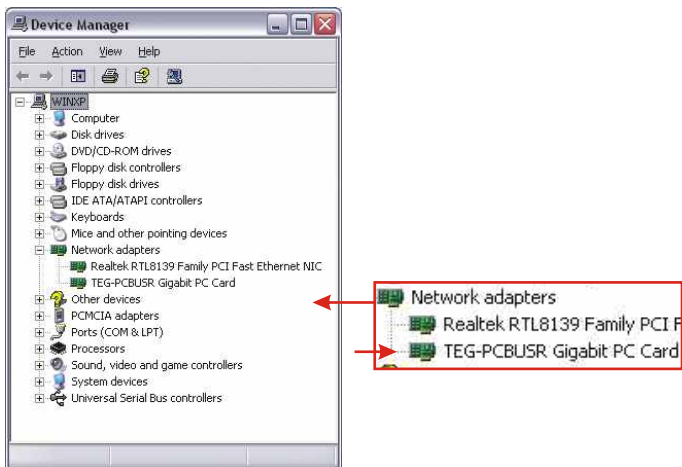 Device Manager
File Action View Help
WINXP
Computer
Disk drives
DVD/CD-ROM drives
Floppy disk controllers
Floppy disk drives
IDE ATA/ATAPI controllers
Keyboards
Mice and other pointing devices
Network adapters
Realtek RTL8139 Family PCI Fast Ethernet NIC
TEG-PCBUSR Gigabit PC Card
Other devices
PCMCIA adapters
Ports (COM & LPT)
Processors
Sound, video and game controllers
System devices
Universal Serial Bus controllers
Network adapters
Realtek RTL8139 Family PCI F
TEG-PCBUSR Gigabit PC Card